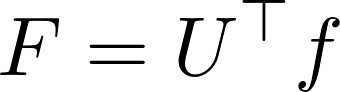 F = U^⊤ f